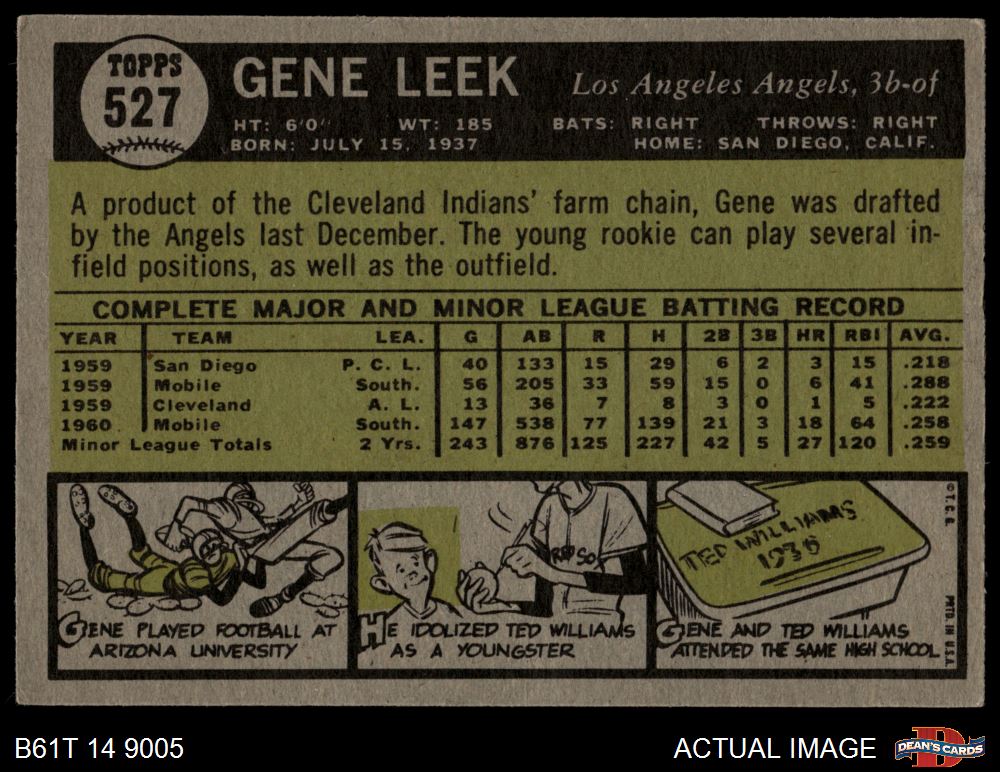 TOPPS
527
GENE LEEK
Los Angeles Angels, 3b-of
HT: 6'0" WT: 185 BATS: RIGHT THROWS: RIGHT
BORN: JULY 15, 1937 HOME: SAN DIEGO, CALIF.
A product of the Cleveland Indians' farm chain, Gene was drafted
by the Angels last December. The young rookie can play several in-
field positions, as well as the outfield.
COMPLETE MAJOR AND MINOR LEAGUE BATTING RECORD
YEAR TEAM LEA. G AB R H 2B 3B HR RBI AVG.
1959 San Diego P. C. L. 40 133 15 29 6 2 3 15 .218
1959 Mobile South. 56 205 33 59 15 0 6 41 .288
1959 Cleveland A. L. 13 36 7 8 3 0 1 5 .222
1960 Mobile South. 147 538 77 139 21 3 18 64 .258
Minor League Totals 2 Yrs. 243 876 125 227 42 5 27 120 .259
GENE PLAYED FOOTBALL AT
ARIZONA UNIVERSITY
RED SO
HE IDOLIZED TED WILLIAMS
AS A YOUNGSTER
TED WILLIAMS
1936
GENE AND TED WILLIAMS
ATTENDED THE SAME HIGH SCHOOL
© T. C. G.
PRTD. IN U.S.A.
B61T 14 9005
ACTUAL IMAGE
DEAN'S CARDS